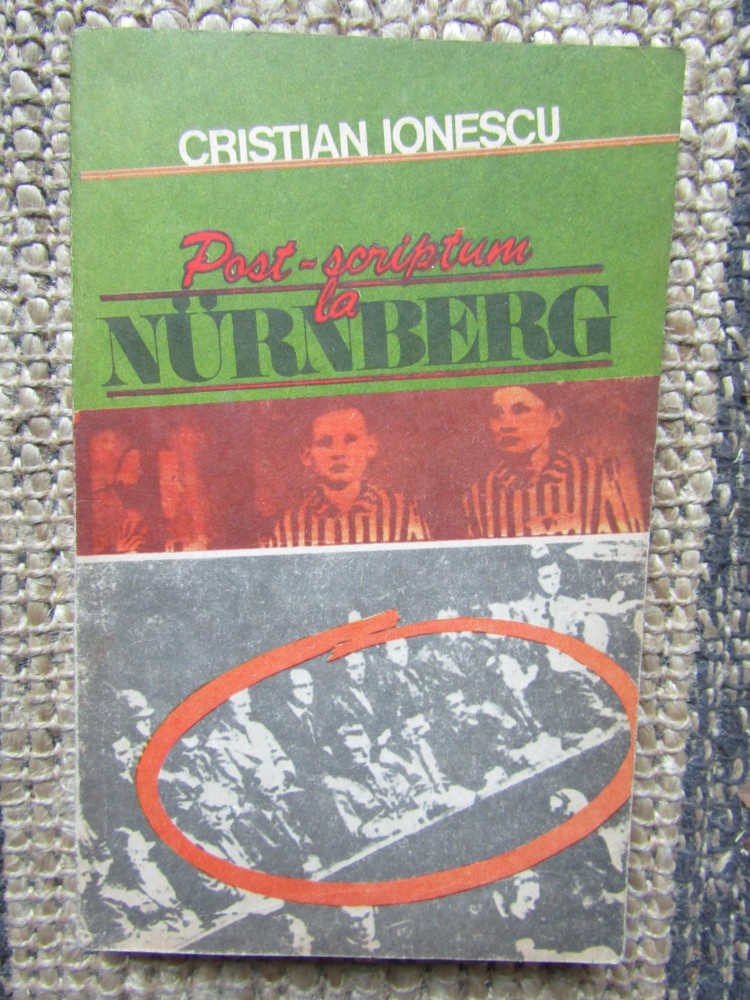 CRISTIAN IONESCU
Post-scriptum
la
NÜRNBERG